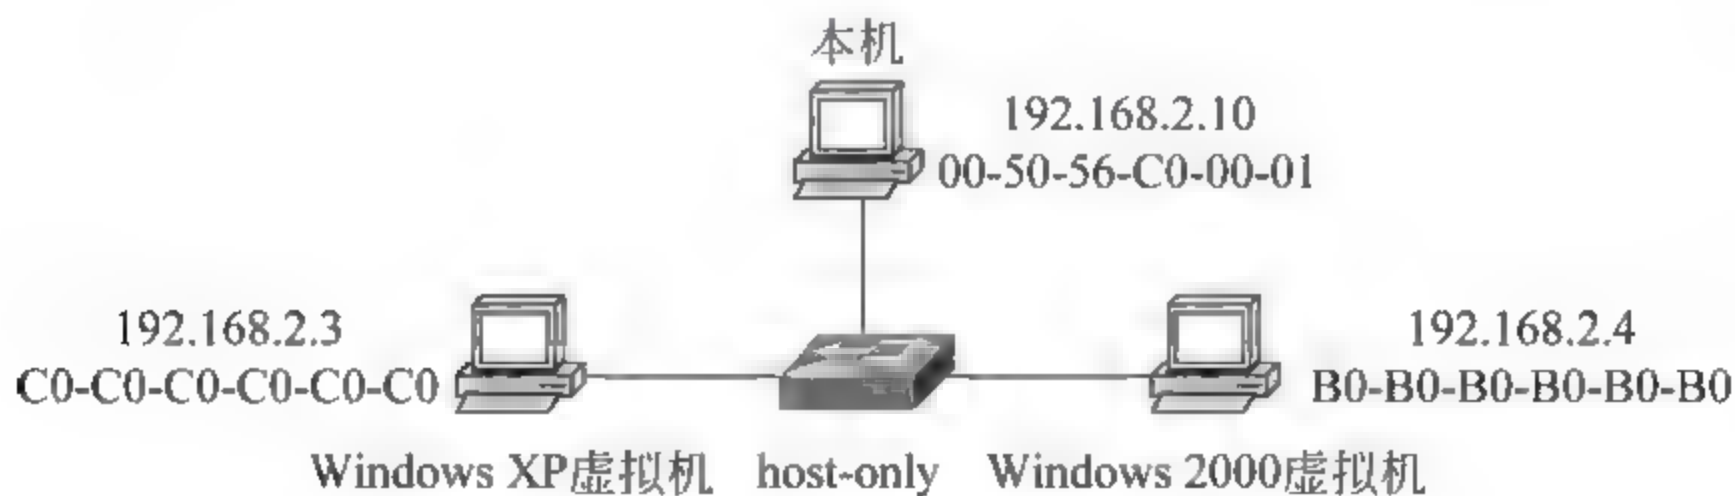 本机
192.168.2.10
00-50-56-C0-00-01
192.168.2.3
C0-C0-C0-C0-C0-C0
192.168.2.4
B0-B0-B0-B0-B0-B0
Windows XP虚拟机 host-only Windows 2000虚拟机